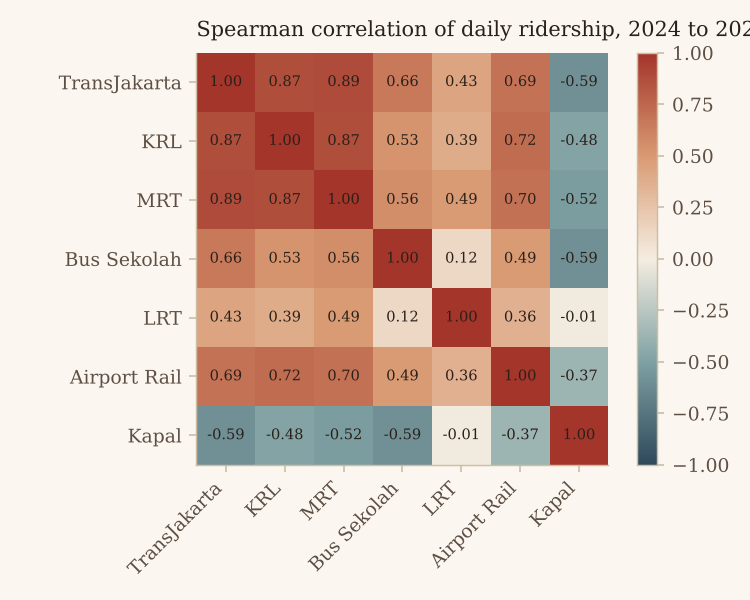 Spearman correlation of daily ridership, 2024 to 202
TransJakarta 1.00 0.87 0.89 0.66 0.43 0.69 -0.59
KRL 0.87 1.00 0.87 0.53 0.39 0.72 -0.48
MRT 0.89 0.87 1.00 0.56 0.49 0.70 -0.52
Bus Sekolah 0.66 0.53 0.56 1.00 0.12 0.49 -0.59
LRT 0.43 0.39 0.49 0.12 1.00 0.36 -0.01
Airport Rail 0.69 0.72 0.70 0.49 0.36 1.00 -0.37
Kapal -0.59 -0.48 -0.52 -0.59 -0.01 -0.37 1.00
TransJakarta KRL MRT Bus Sekolah LRT Airport Rail Kapal
1.00
0.75
0.50
0.25
0.00
−0.25
−0.50
−0.75
−1.00